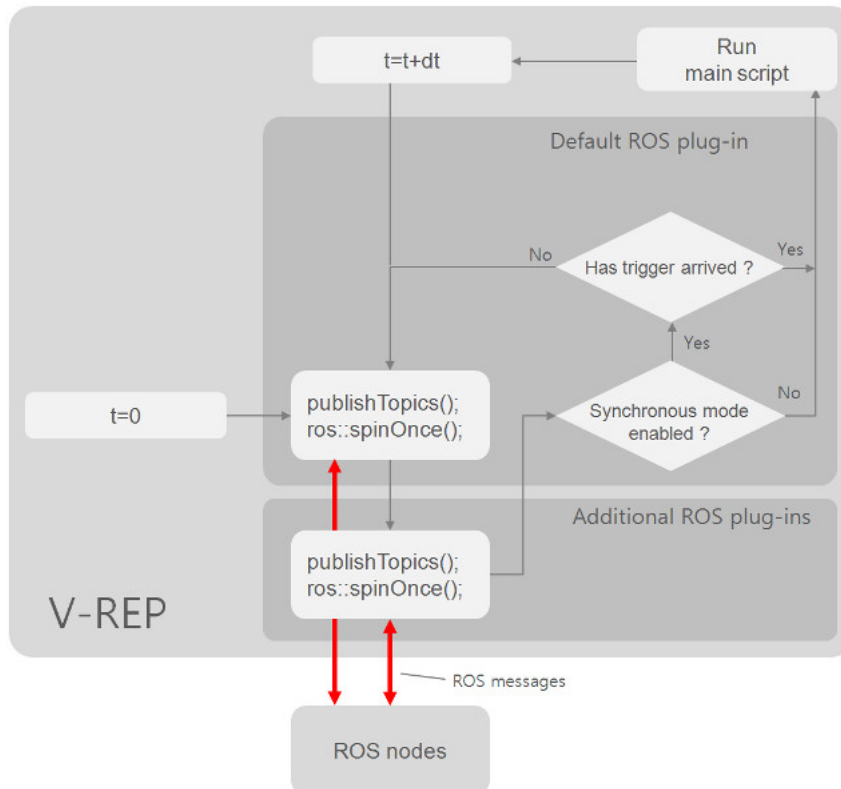 t=t+dt
Run
main script
Default ROS plug-in
No
Has trigger arrived ?
Yes
Yes
t=0
publishTopics();
ros::spinOnce();
Synchronous mode
enabled ?
No
Additional ROS plug-ins
publishTopics();
ros::spinOnce();
V-REP
ROS messages
ROS nodes